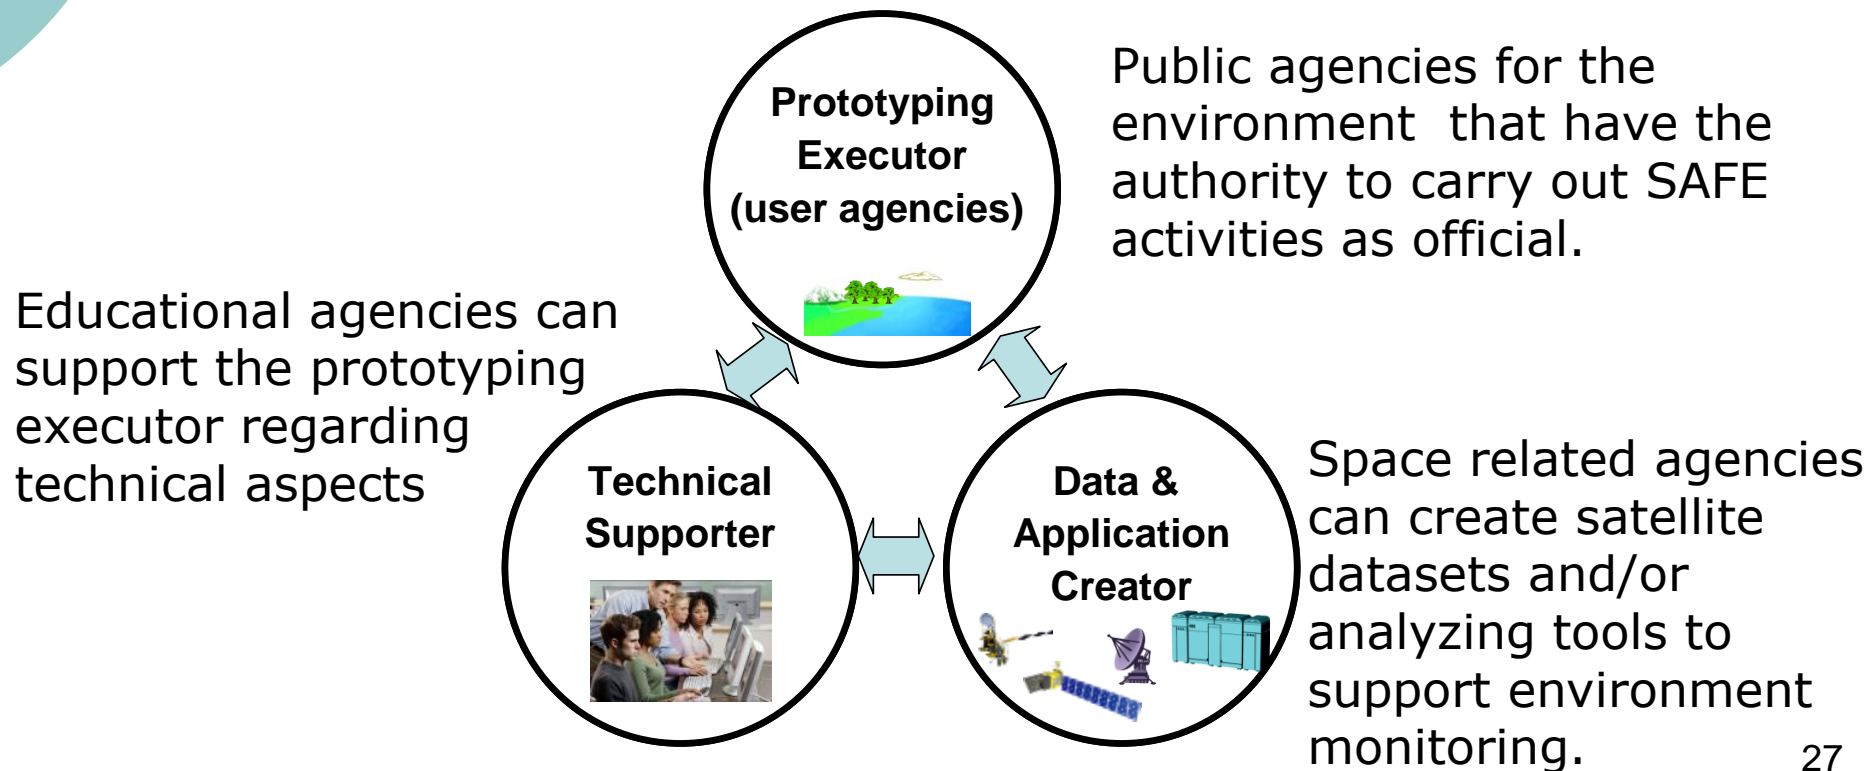 Prototyping
Executor
(user agencies)
Public agencies for the
environment  that have the
authority to carry out SAFE
activities as official.
Educational agencies can
support the prototyping
executor regarding
technical aspects
Technical
Supporter
Data &
Application
Creator
Space related agencies
can create satellite
datasets and/or
analyzing tools to
support environment
monitoring.
27